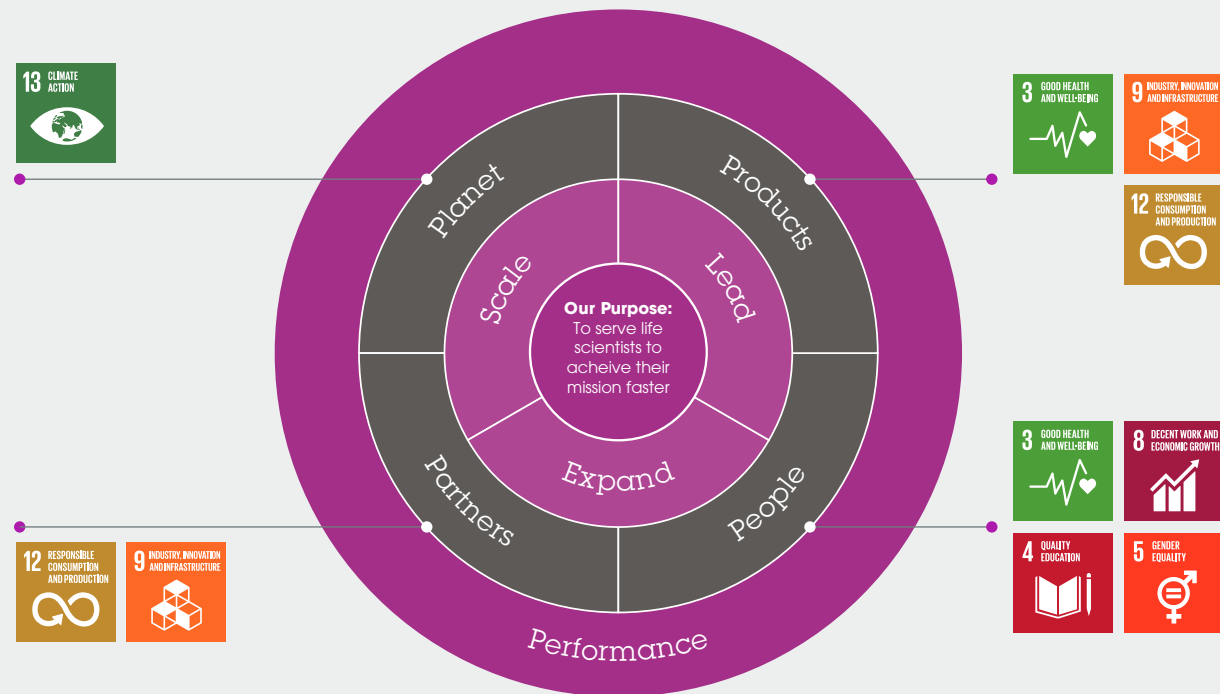 13 CLIMATE
ACTION
3 GOOD HEALTH
AND WELL-BEING
9 INDUSTRY, INNOVATION
AND INFRASTRUCTURE
12 RESPONSIBLE
CONSUMPTION
AND PRODUCTION
Planet
Products
Scale
Lead
Our Purpose:
To serve life
scientists to
acheive their
mission faster
Expand
Partners
People
Performance
12 RESPONSIBLE
CONSUMPTION
AND PRODUCTION
9 INDUSTRY, INNOVATION
AND INFRASTRUCTURE
3 GOOD HEALTH
AND WELL-BEING
8 DECENT WORK AND
ECONOMIC GROWTH
4 QUALITY
EDUCATION
5 GENDER
EQUALITY